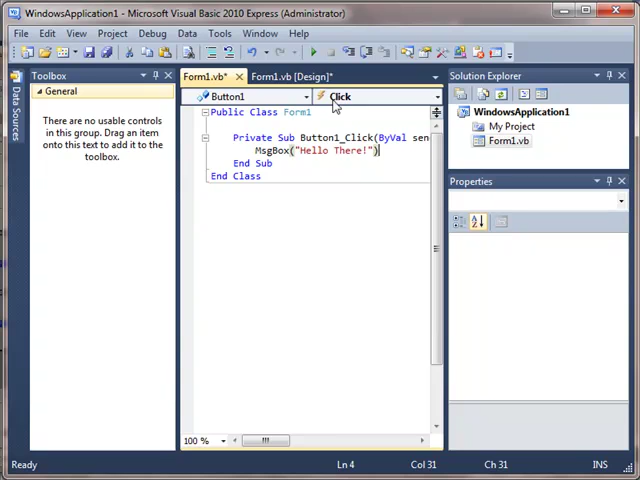 WindowsApplication1 - Microsoft Visual Basic 2010 Express (Administrator)
File Edit View Project Debug Data Tools Window Help
Toolbox
General
There are no usable controls
in this group. Drag an item
onto this text to add it to the
toolbox.
Data Sources
Form1.vb* Form1.vb [Design]*
Button1 Click
Public Class Form1
Private Sub Button1_Click(ByVal sen
MsgBox("Hello There!")
End Sub
End Class
100 %
Solution Explorer
WindowsApplication1
My Project
Form1.vb
Properties
Ready Ln 4 Col 31 Ch 31 INS